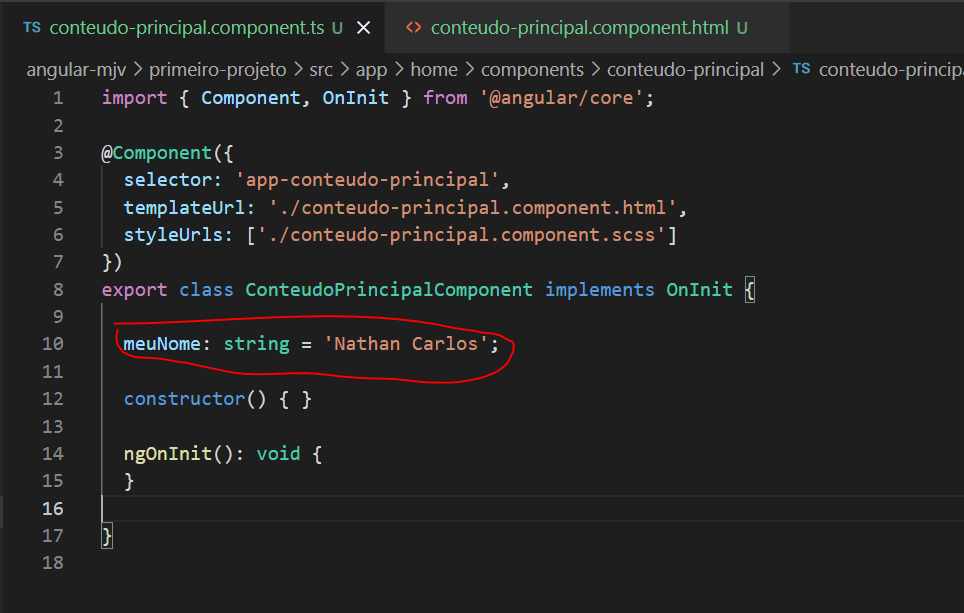 TS conteudo-principal.component.ts U × <> conteudo-principal.component.html U
angular-mjv > primeiro-projeto > src > app > home > components > conteudo-principal > TS conteudo-princip
1 import { Component, OnInit } from '@angular/core';
2
3 @Component({
4 selector: 'app-conteudo-principal',
5 templateUrl: './conteudo-principal.component.html',
6 styleUrls: ['./conteudo-principal.component.scss']
7 })
8 export class ConteudoPrincipalComponent implements OnInit {
9
10 meuNome: string = 'Nathan Carlos';
11
12 constructor() { }
13
14 ngOnInit(): void {
15 }
16
17 }
18